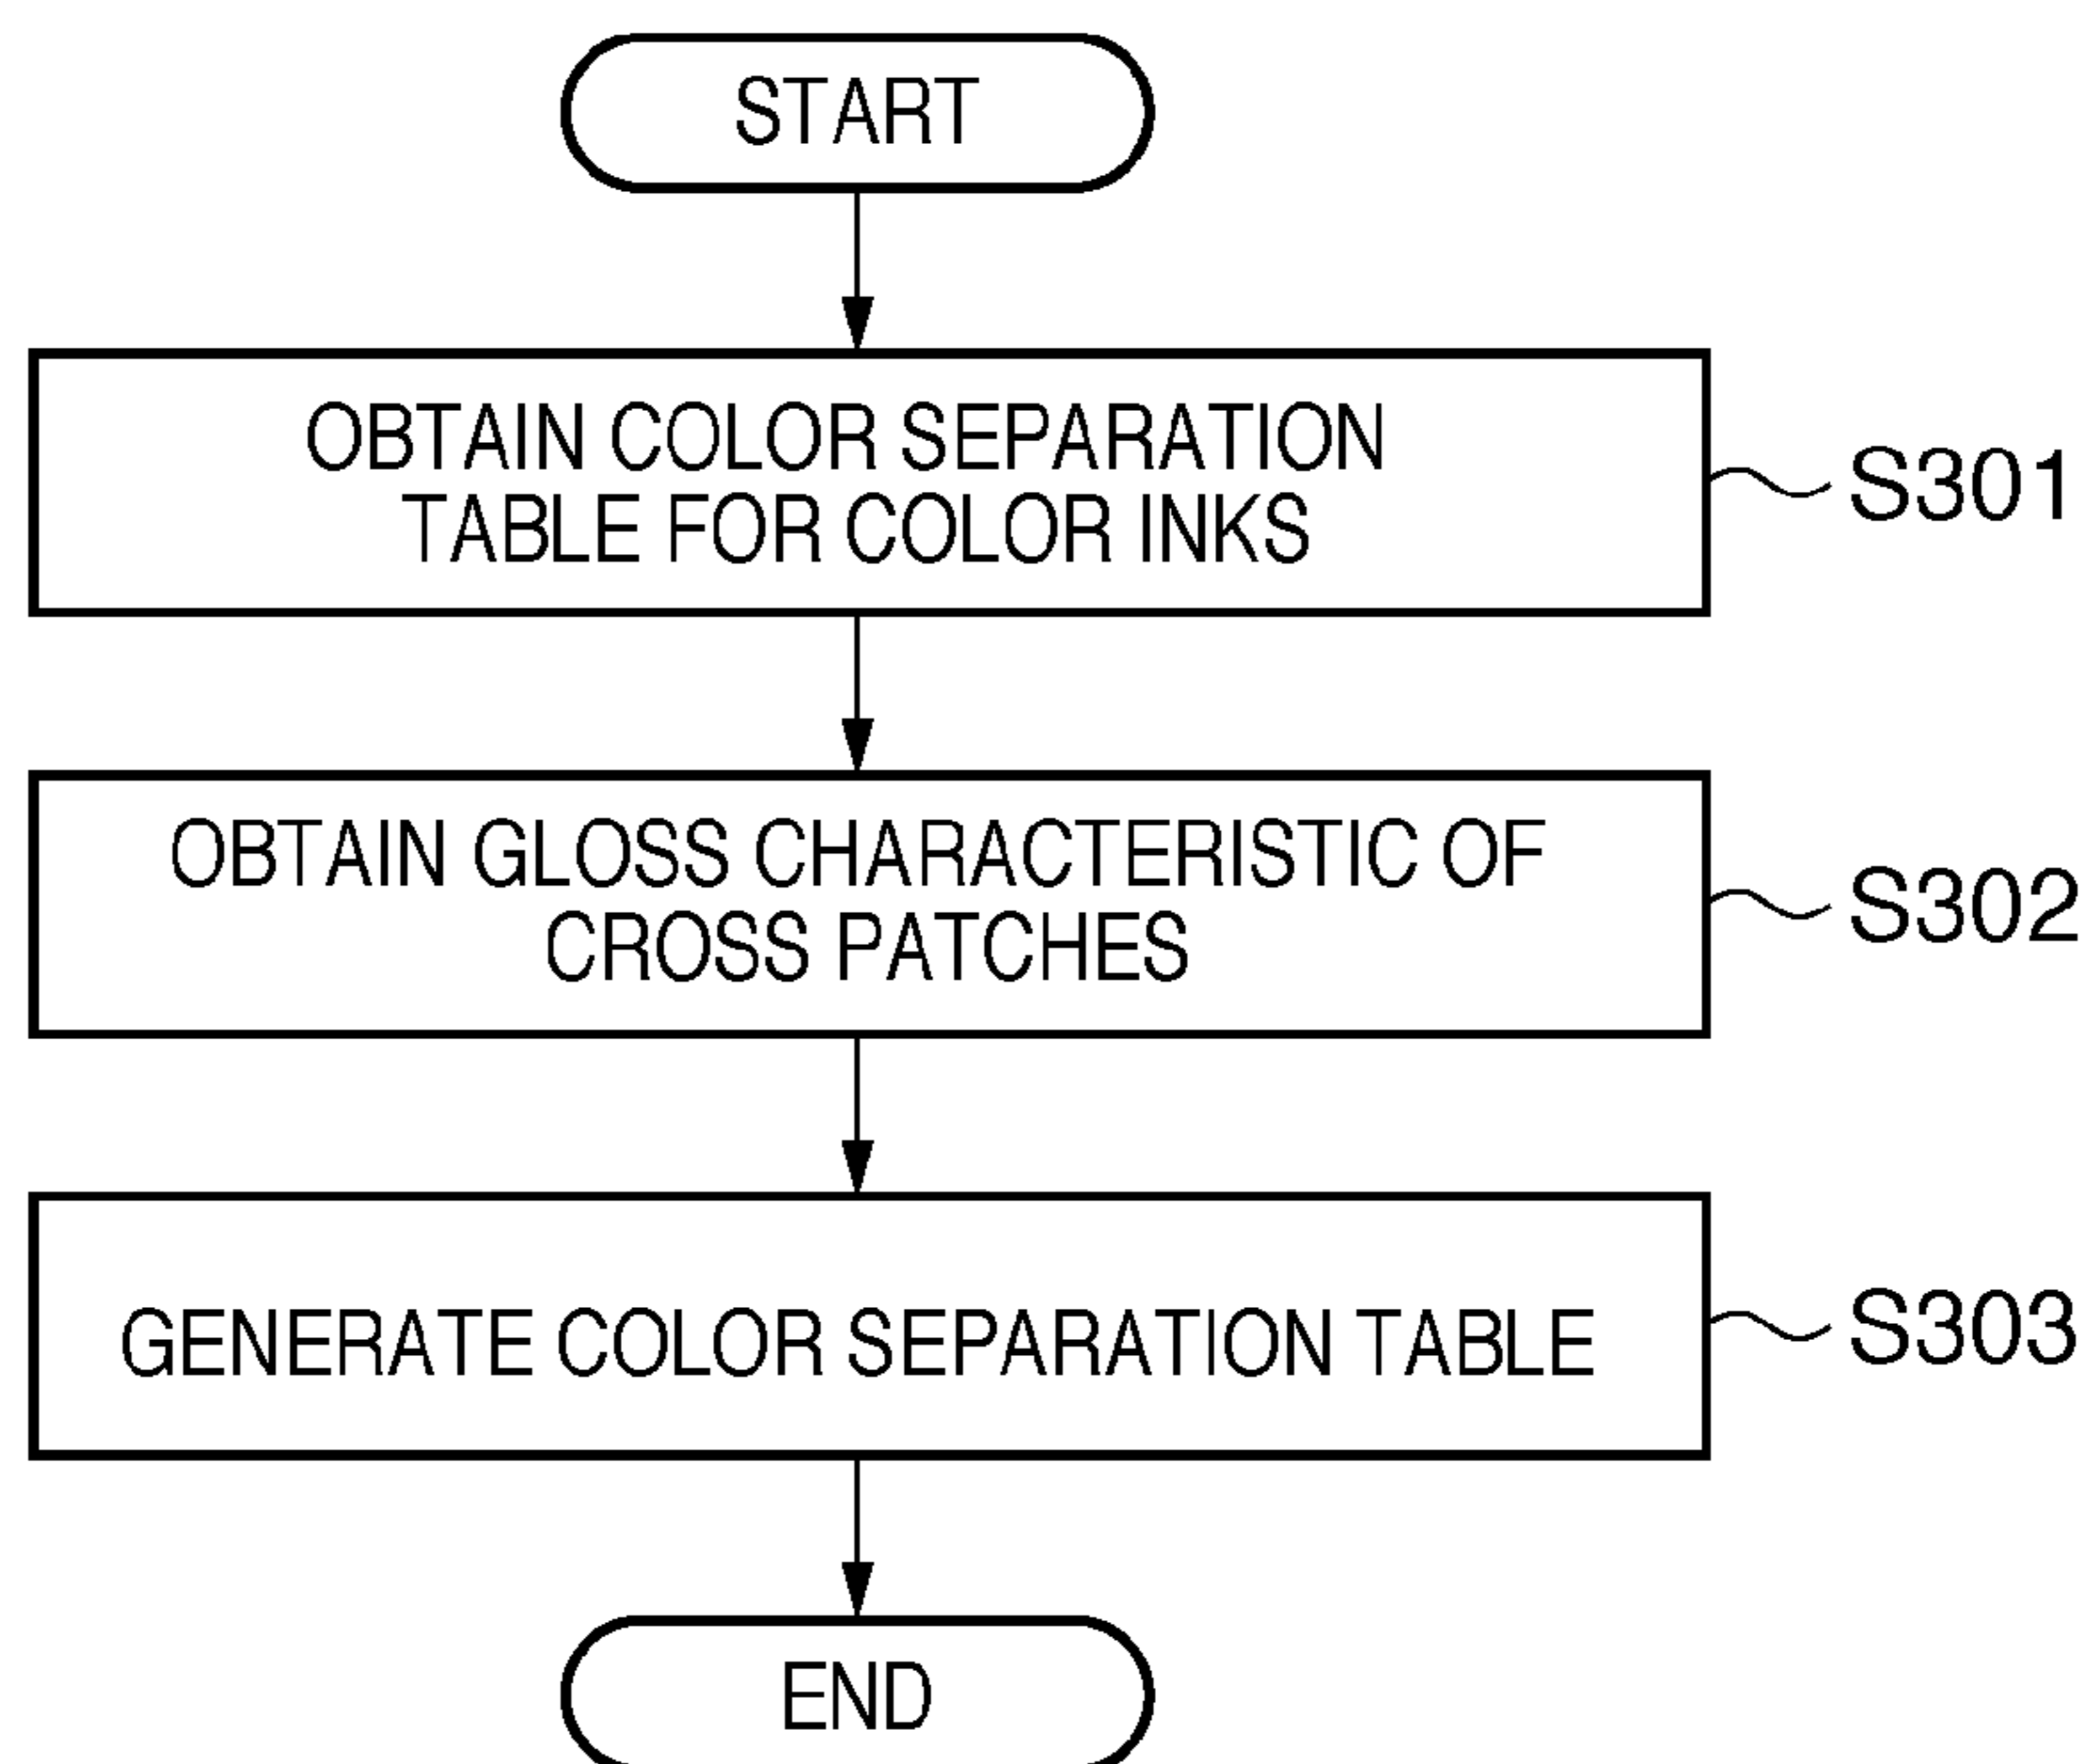 START
OBTAIN COLOR SEPARATION
TABLE FOR COLOR INKS
S301
OBTAIN GLOSS CHARACTERISTIC OF
CROSS PATCHES
S302
GENERATE COLOR SEPARATION TABLE
S303
END